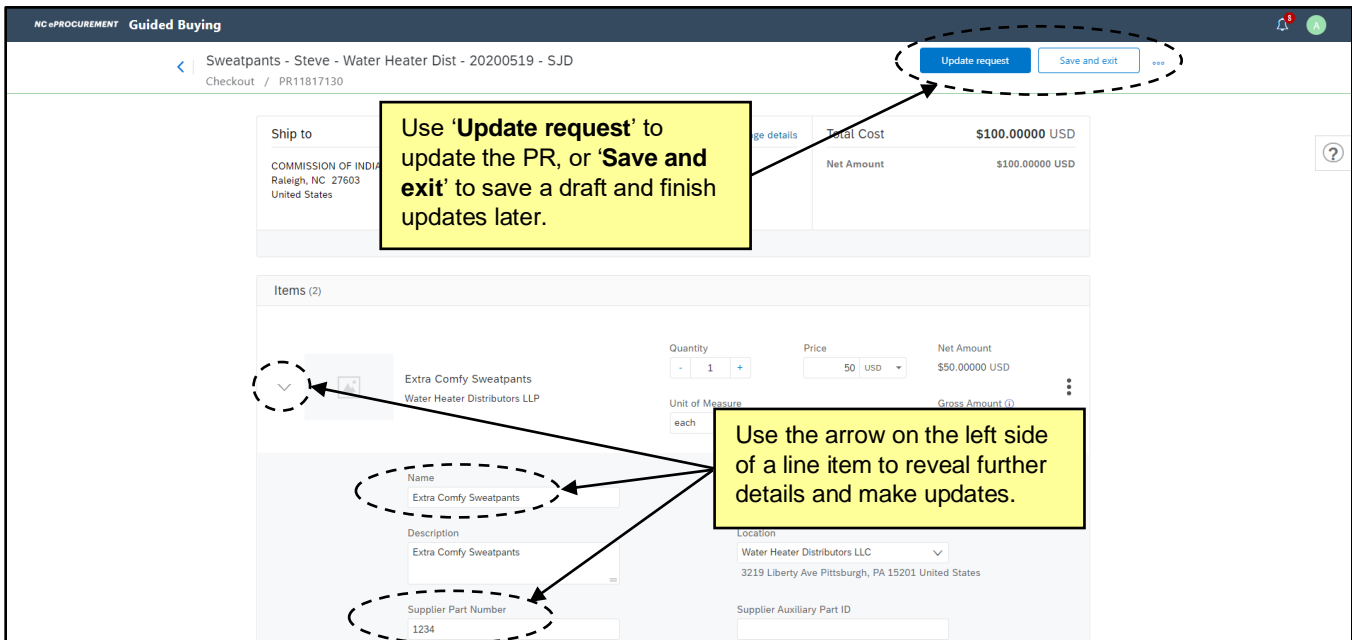 NC ePROCUREMENT Guided Buying
8
A
Sweatpants - Steve - Water Heater Dist - 20200519 - SJD
Update request
Save and exit
Checkout / PR11817130
Use ‘Update request’ to
update the PR, or ‘Save and
exit’ to save a draft and finish
updates later.
Ship to
details
Total Cost
$100.00000 USD
COMMISSION OF
Raleigh, NC 27603
United States
Net Amount
$100.00000 USD
?
Items (2)
Quantity
Price
Net Amount
- 1 +
50 USD
$50.00000 USD
Extra Comfy Sweatpants
Water Heater Distributors LLP
Unit of Measure
Gross Amount
each
Use the arrow on the left side
of a line item to reveal further
details and make updates.
Name
Extra Comfy Sweatpants
Description
Location
Extra Comfy Sweatpants
Water Heater Distributors LLC
3219 Liberty Ave Pittsburgh, PA 15201 United States
Supplier Part Number
Supplier Auxiliary Part ID
1234